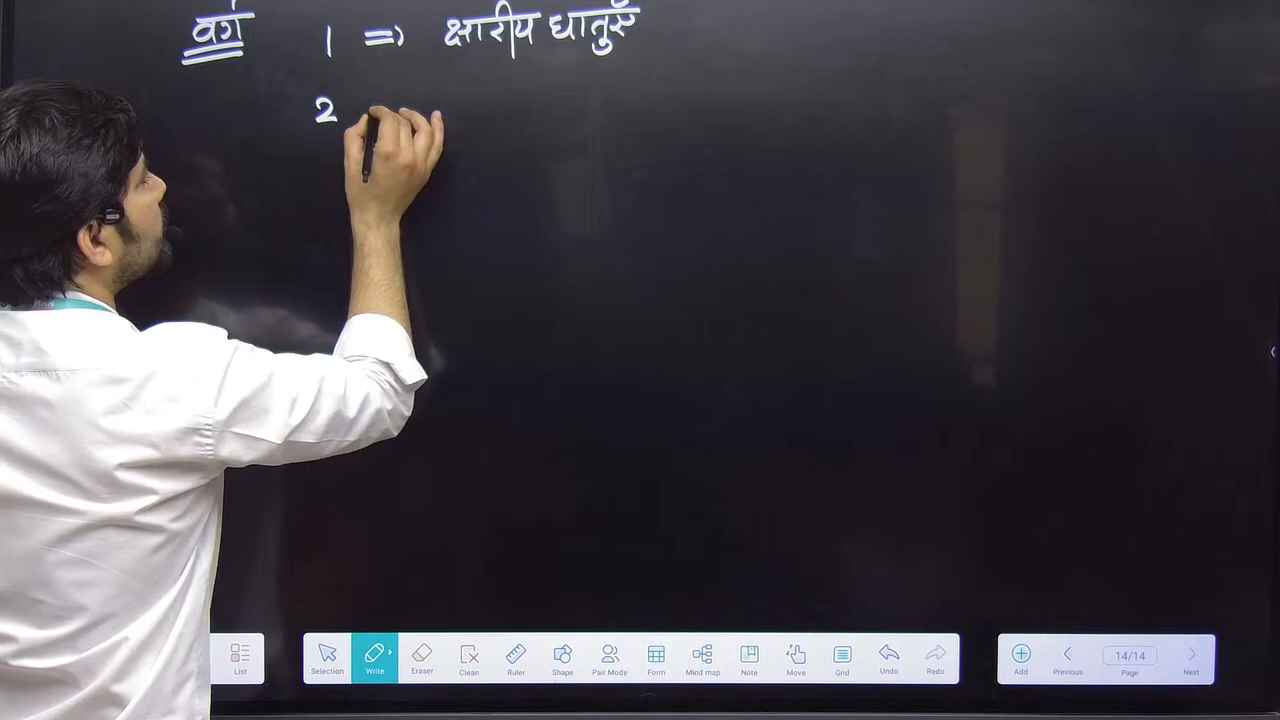 वर्ग 1 => क्षारीय धातुएँ
2
List
Selection Write Eraser Clean Ruler Shape Pair Mode Form Mind map Note Move Grid Undo Redo
Add Previous 14/14 Page Next